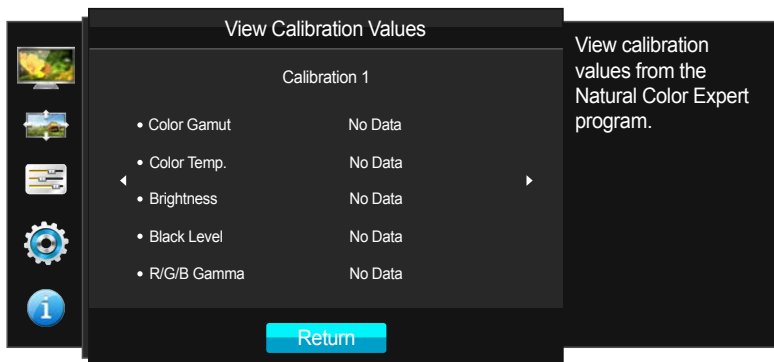 View Calibration Values
Calibration 1
• Color Gamut No Data
• Color Temp. No Data
• Brightness No Data
• Black Level No Data
• R/G/B Gamma No Data
Return
View calibration
values from the
Natural Color Expert
program.